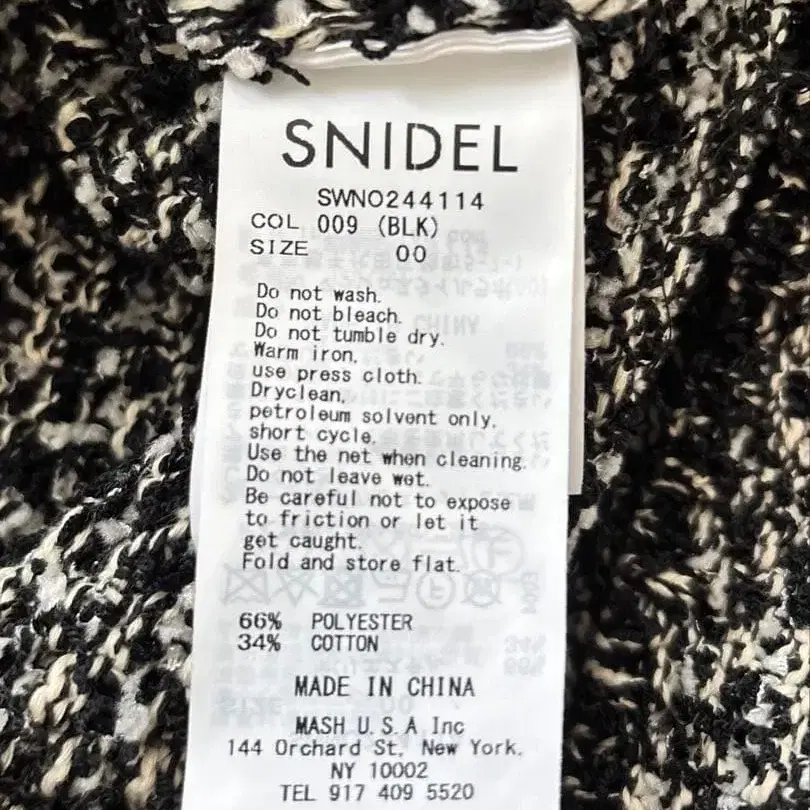 SNIDEL
SWNO244114
COL 009 (BLK)
SIZE 00
Do not wash.
Do not bleach.
Do not tumble dry.
Warm iron.
use press cloth.
Dryclean.
petroleum solvent only.
short cycle.
Use the net when cleaning.
Do not leave wet.
Be careful not to expose
to friction or let it
get caught.
Fold and store flat.
66% POLYESTER
34% COTTON
MADE IN CHINA
MASH U.S.A Inc
144 Orchard St, New York,
NY 10002
TEL 917 409 5520